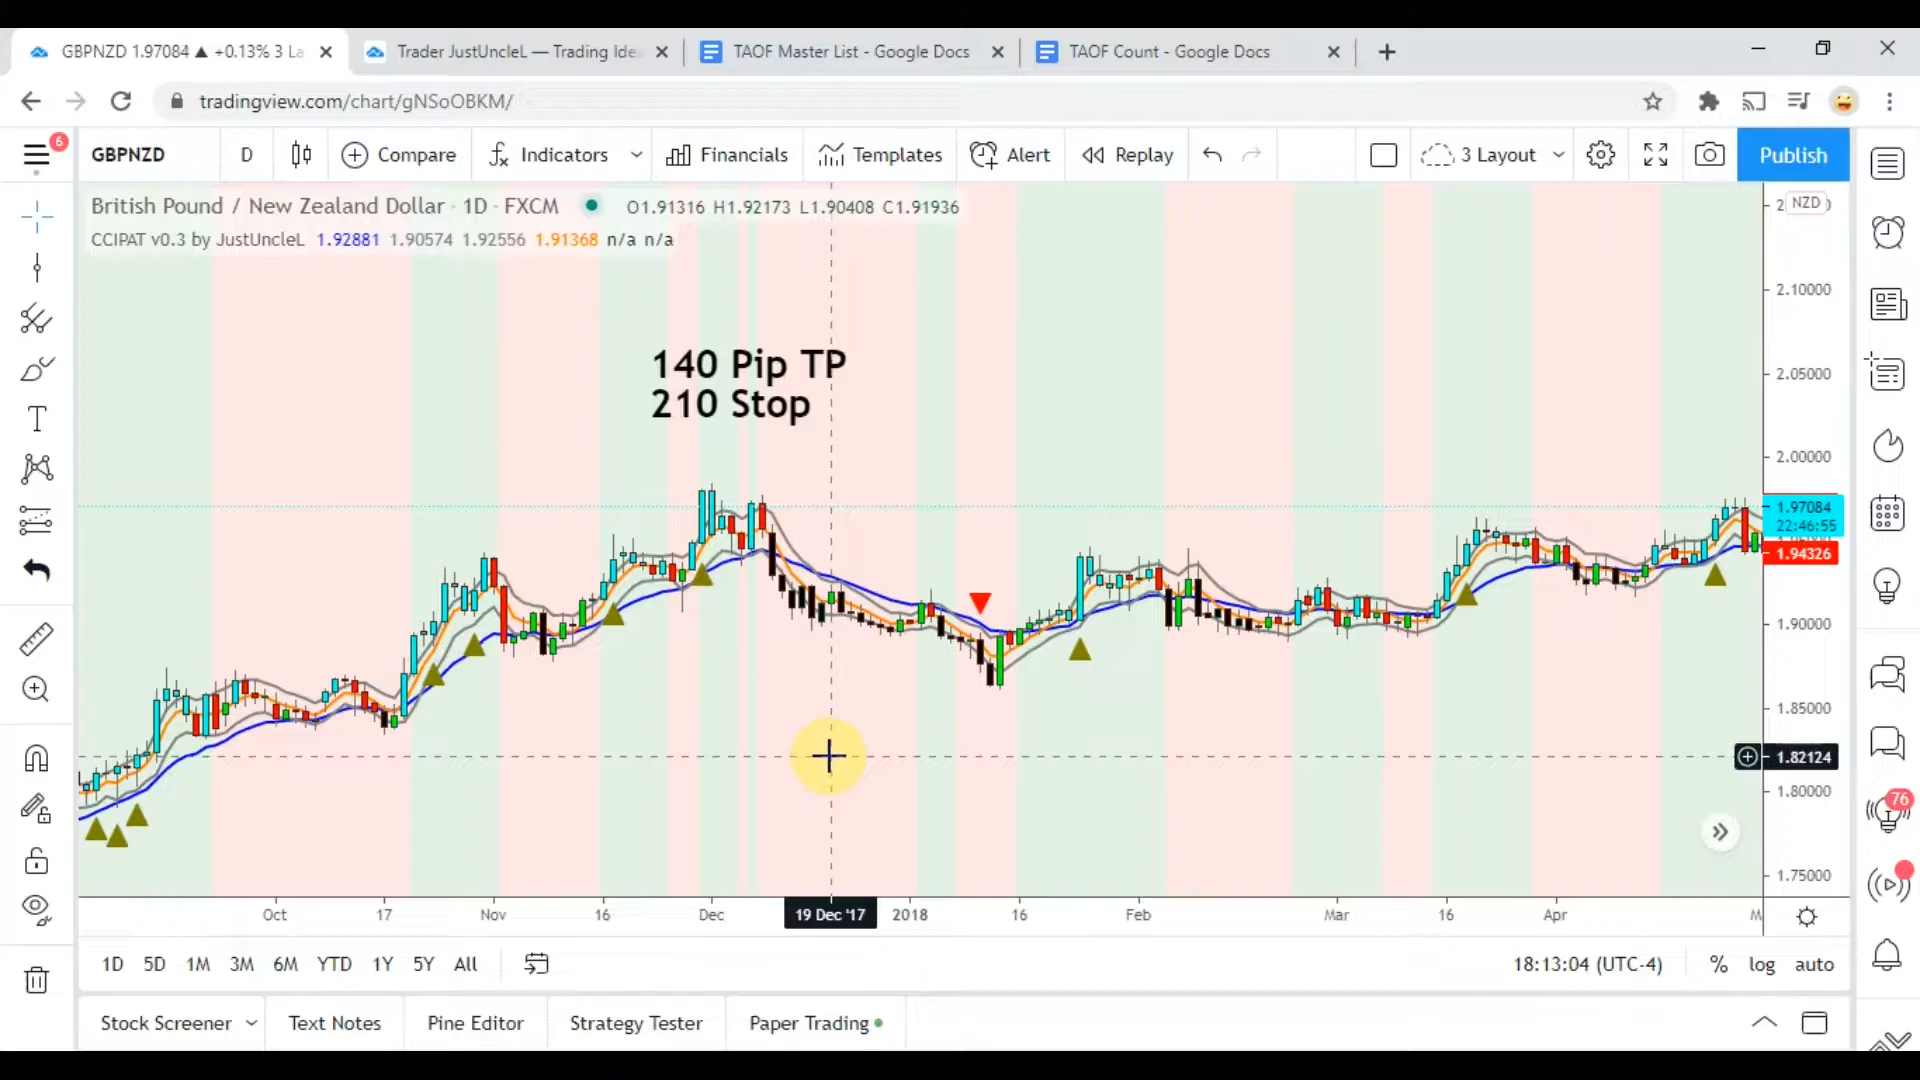 GBPNZD 1.97084 ▲ +0.13% 3 La
Trader JustUncleL — Trading Ide
TAOF Master List - Google Docs
TAOF Count - Google Docs
tradingview.com/chart/gNSoOBKM/
6
GBPNZD
D
Compare
Indicators
Financials
Templates
Alert
Replay
3 Layout
Publish
British Pound / New Zealand Dollar · 1D · FXCM
O1.91316 H1.92173 L1.90408 C1.91936
NZD
CCIPAT v0.3 by JustUncleL 1.92881 1.90574 1.92556 1.91368 n/a n/a
2.10000
140 Pip TP
2.05000
210 Stop
2.00000
1.97084
22:46:55
1.94326
1.90000
1.85000
1.82124
1.80000
76
1.75000
Oct
17
Nov
16
Dec
19 Dec '17
2018
16
Feb
Mar
16
Apr
1D
5D
1M
3M
6M
YTD
1Y
5Y
All
18:13:04 (UTC-4)
%
log
auto
Stock Screener
Text Notes
Pine Editor
Strategy Tester
Paper Trading